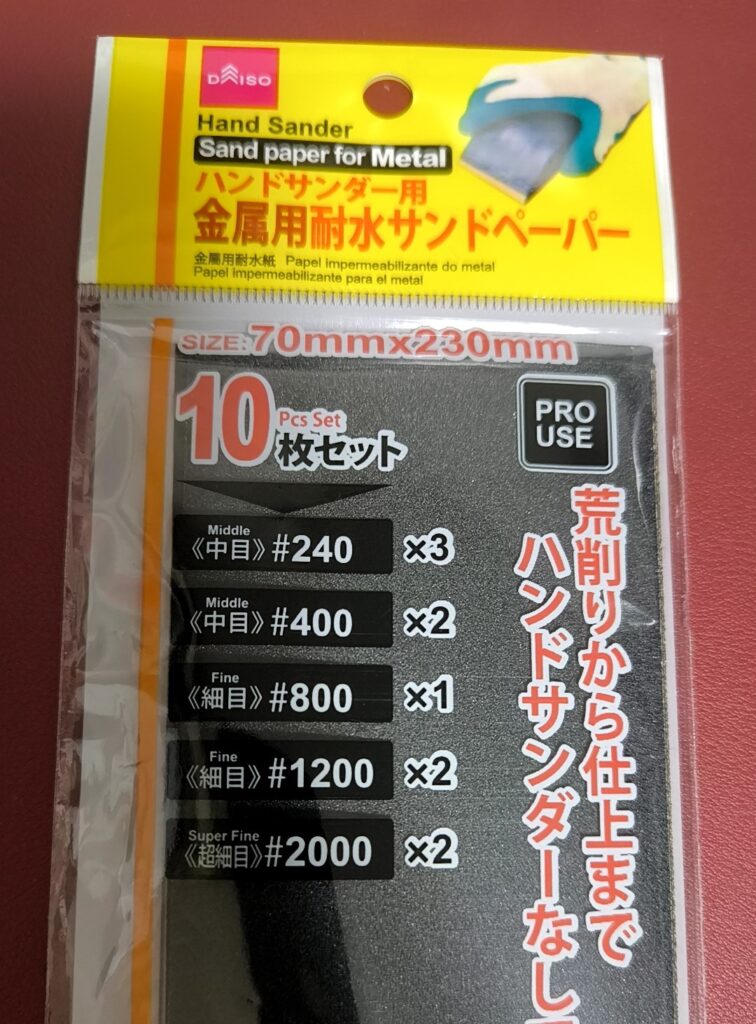 DAISO
Hand Sander
Sand paper for Metal
ハンドサンダー用
金属用耐水サンドペーパー
金屬用耐水紙 Papel impermeabilizante do metal
Papel impermeabilizante para el metal
SIZE: 70mmx230mm
10 Pcs Set
枚セット
PRO
USE
Middle
《中目》#240 ×3
Middle
《中目》#400 ×2
Fine
《細目》#800 ×1
Fine
《細目》#1200 ×2
Super Fine
《超細目》#2000 ×2
荒削りから仕上まで
ハンドサンダーなし